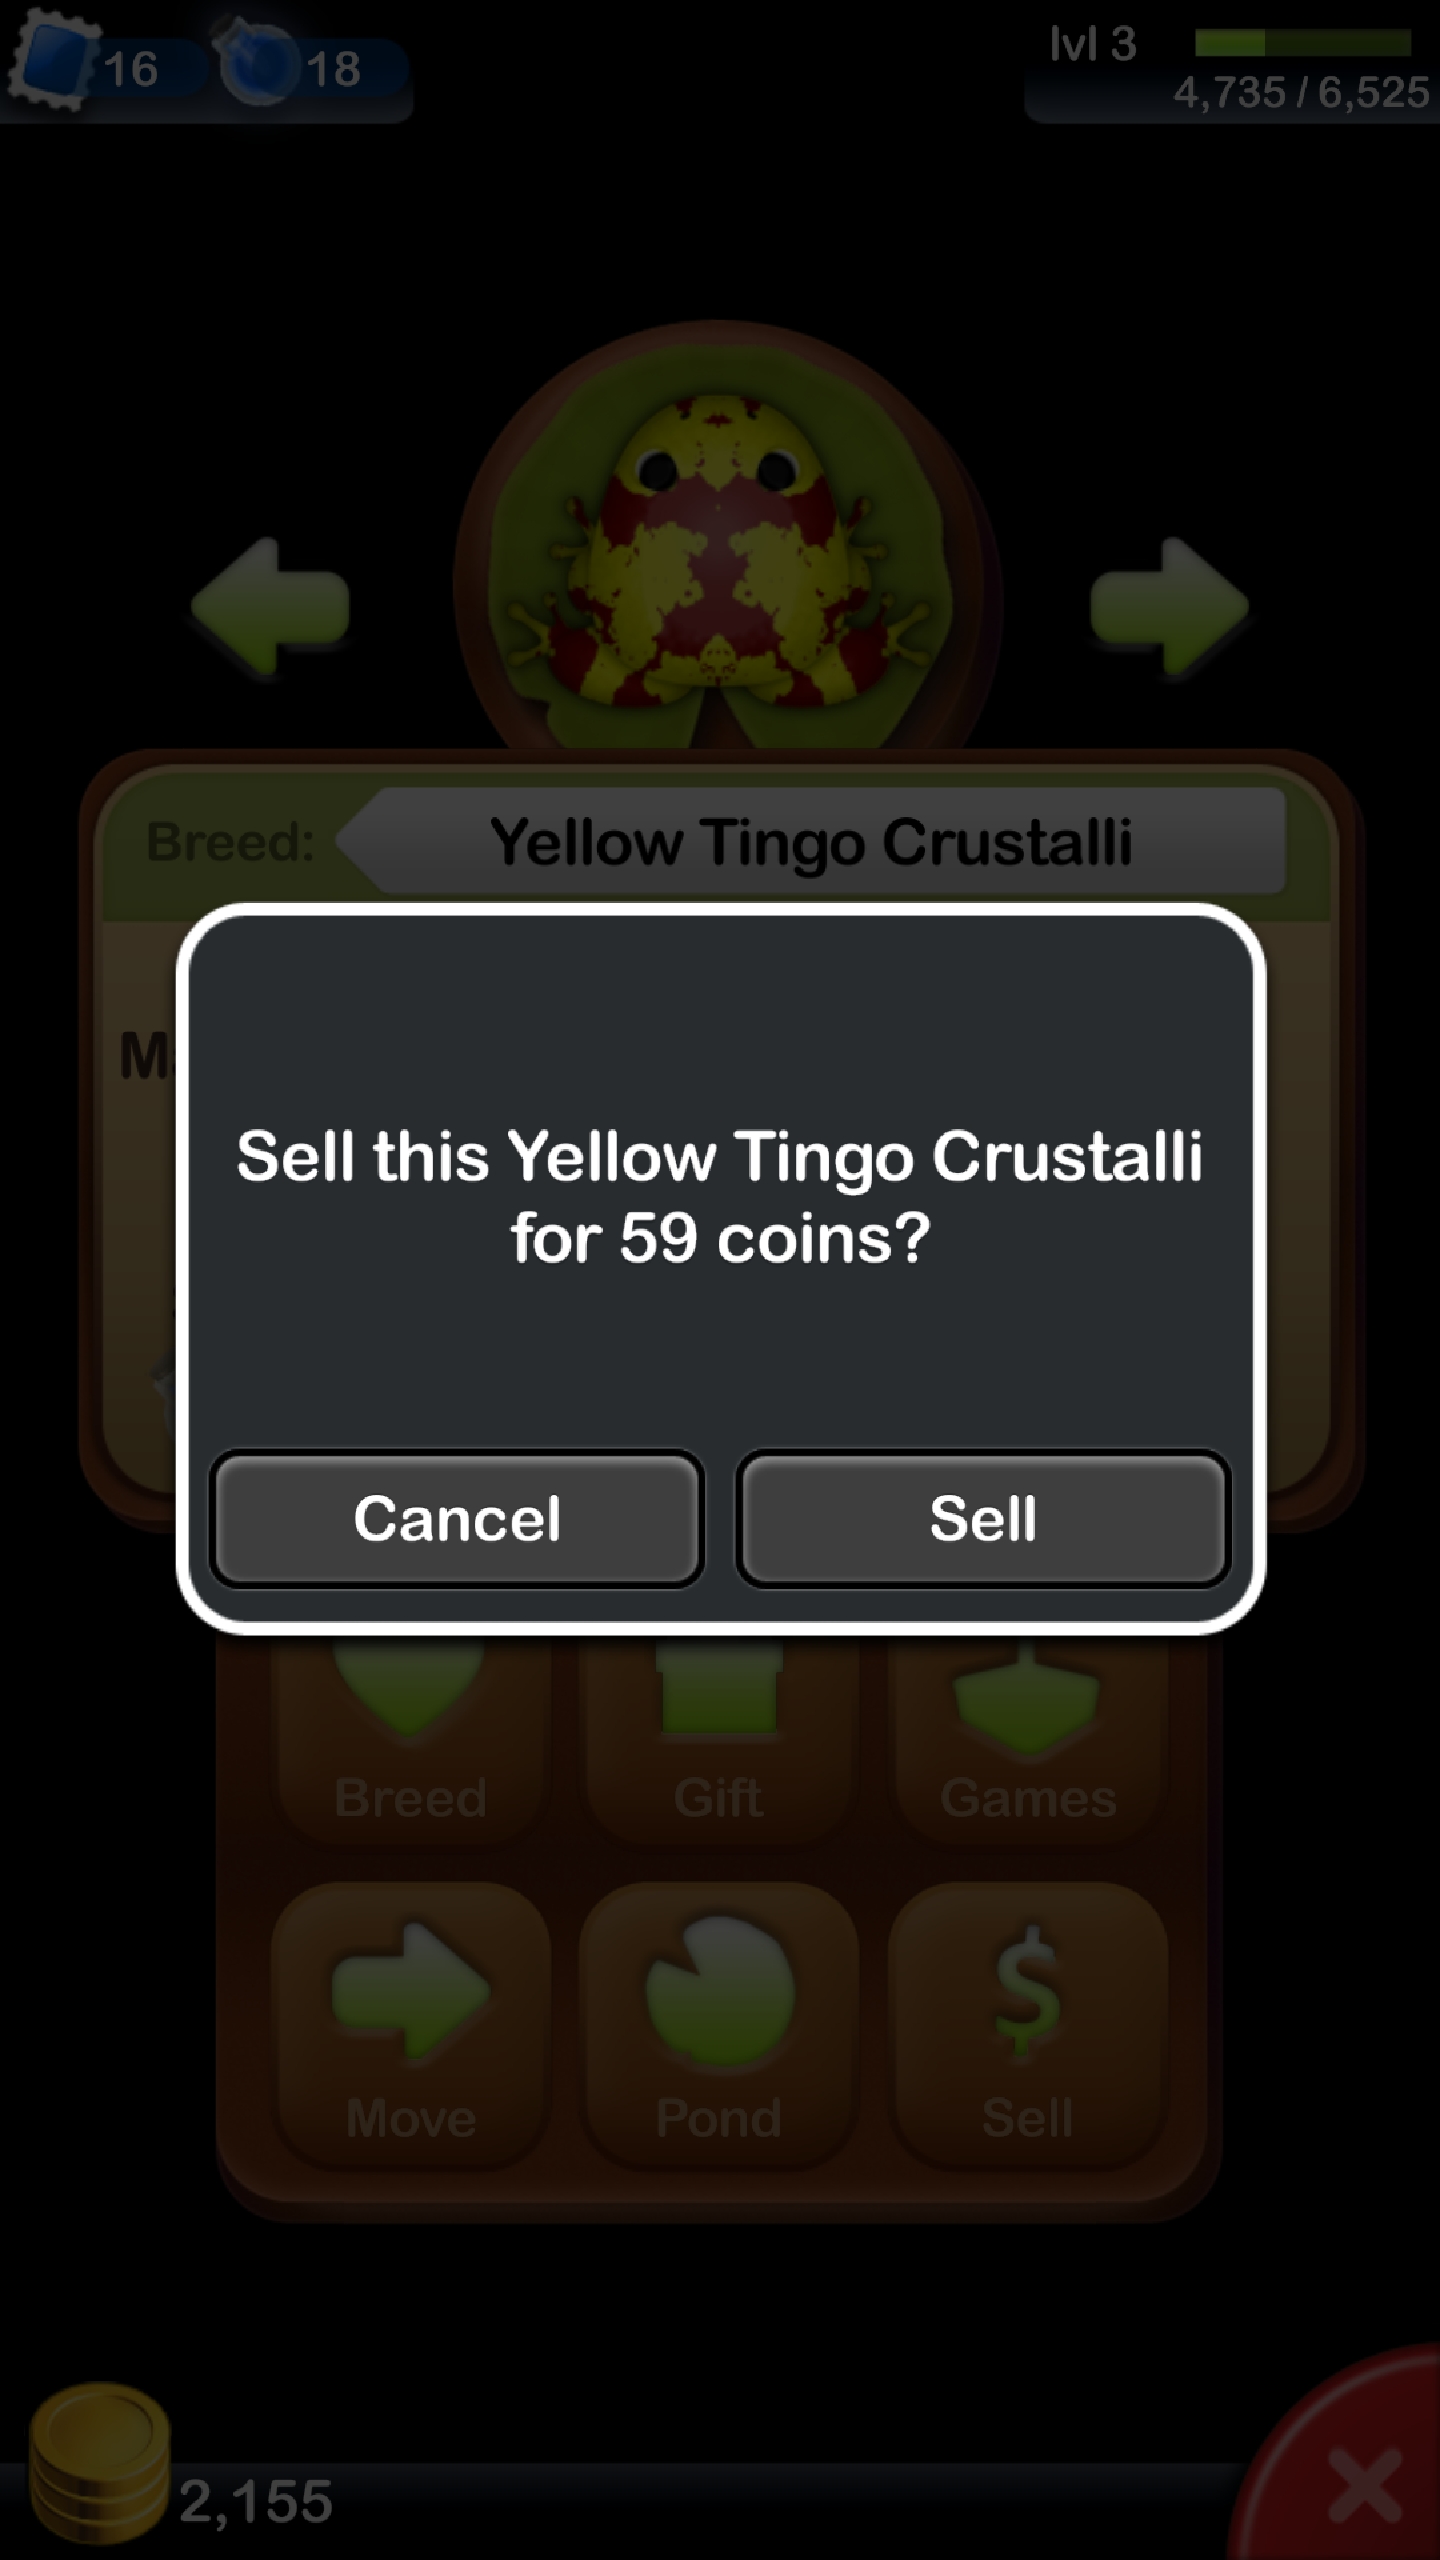 16
18
lvl 3
4,735 / 6,525
Breed:
Yellow Tingo Crustalli
Sell this Yellow Tingo Crustalli
for 59 coins?
Cancel
Sell
Breed
Gift
Games
Move
Pond
Sell
2,155